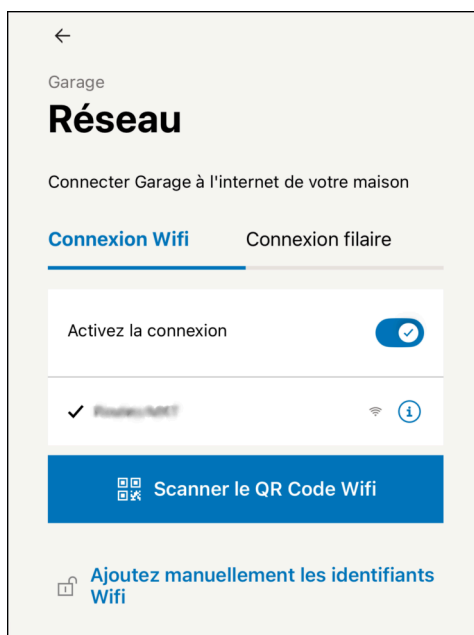 Garage
Réseau
Connecter Garage à l'internet de votre maison
Connexion Wifi Connexion filaire
Activez la connexion
Scanner le QR Code Wifi
Ajoutez manuellement les identifiants
Wifi